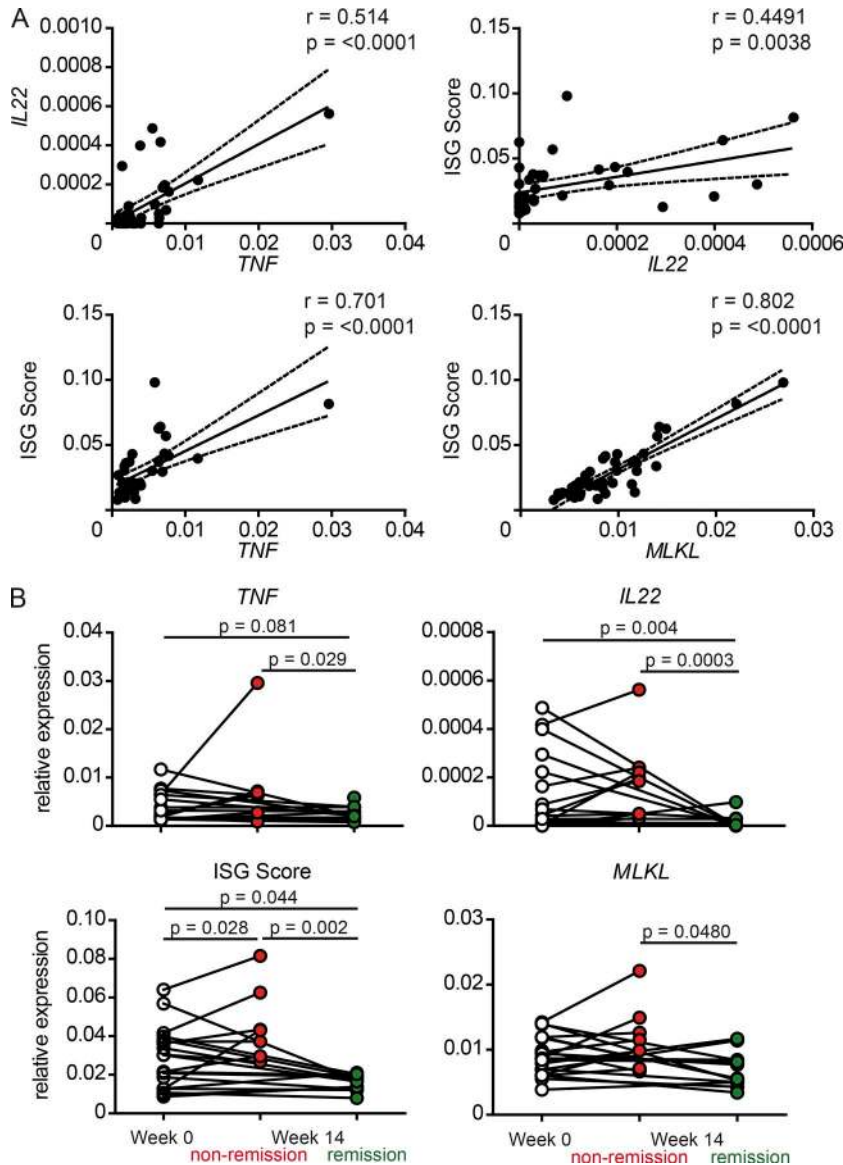 A
r = 0.514
p = <0.0001
IL22
0.0010
0.0008
0.0006
0.0004
0.0002
0
0.01
0.02
0.03
0.04
TNF
r = 0.4491
p = 0.0038
ISG Score
0.15
0.10
0.05
0
0.0002
0.0004
0.0006
IL22
r = 0.701
p = <0.0001
ISG Score
0.15
0.10
0.05
0
0.01
0.02
0.03
0.04
TNF
r = 0.802
p = <0.0001
ISG Score
0.15
0.10
0.05
0
0.01
0.02
0.03
MLKL
B
TNF
relative expression
0.04
0.03
0.02
0.01
0
p = 0.081
p = 0.029
IL22
0.0008
0.0006
0.0004
0.0002
0
p = 0.004
p = 0.0003
ISG Score
relative expression
0.10
0.08
0.06
0.04
0.02
0
p = 0.044
p = 0.028
p = 0.002
Week 0
Week 14
non-remission
remission
MLKL
0.03
0.02
0.01
0
p = 0.0480
Week 0
Week 14
non-remission
remission